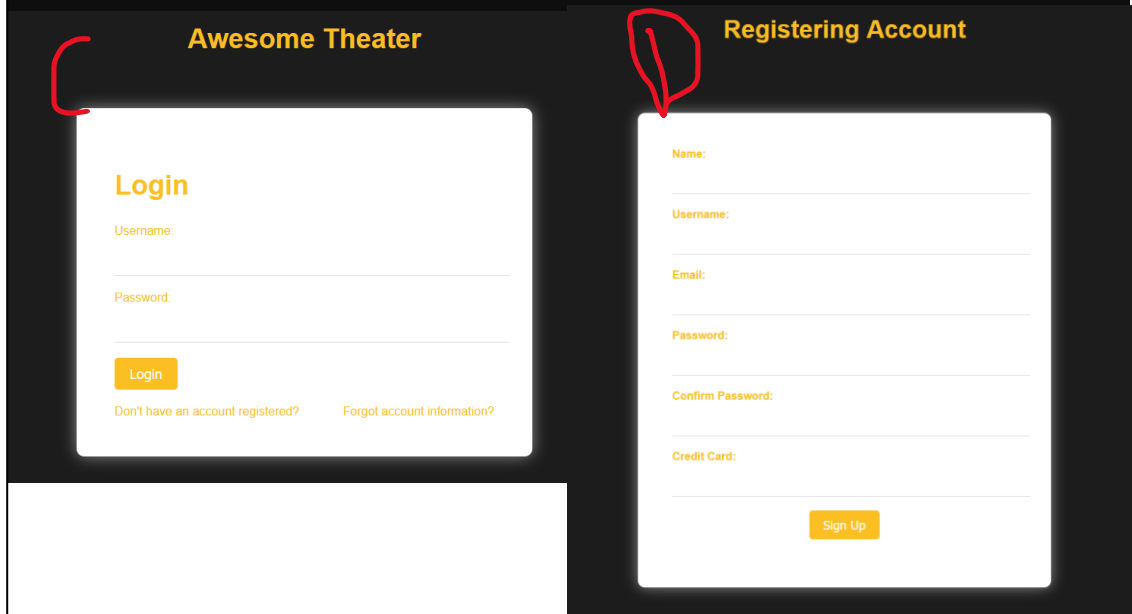 Awesome Theater
Login
Username:
Password:
Login
Don't have an account registered?
Forgot account information?
Registering Account
Name:
Username:
Email:
Password:
Confirm Password:
Credit Card:
Sign Up